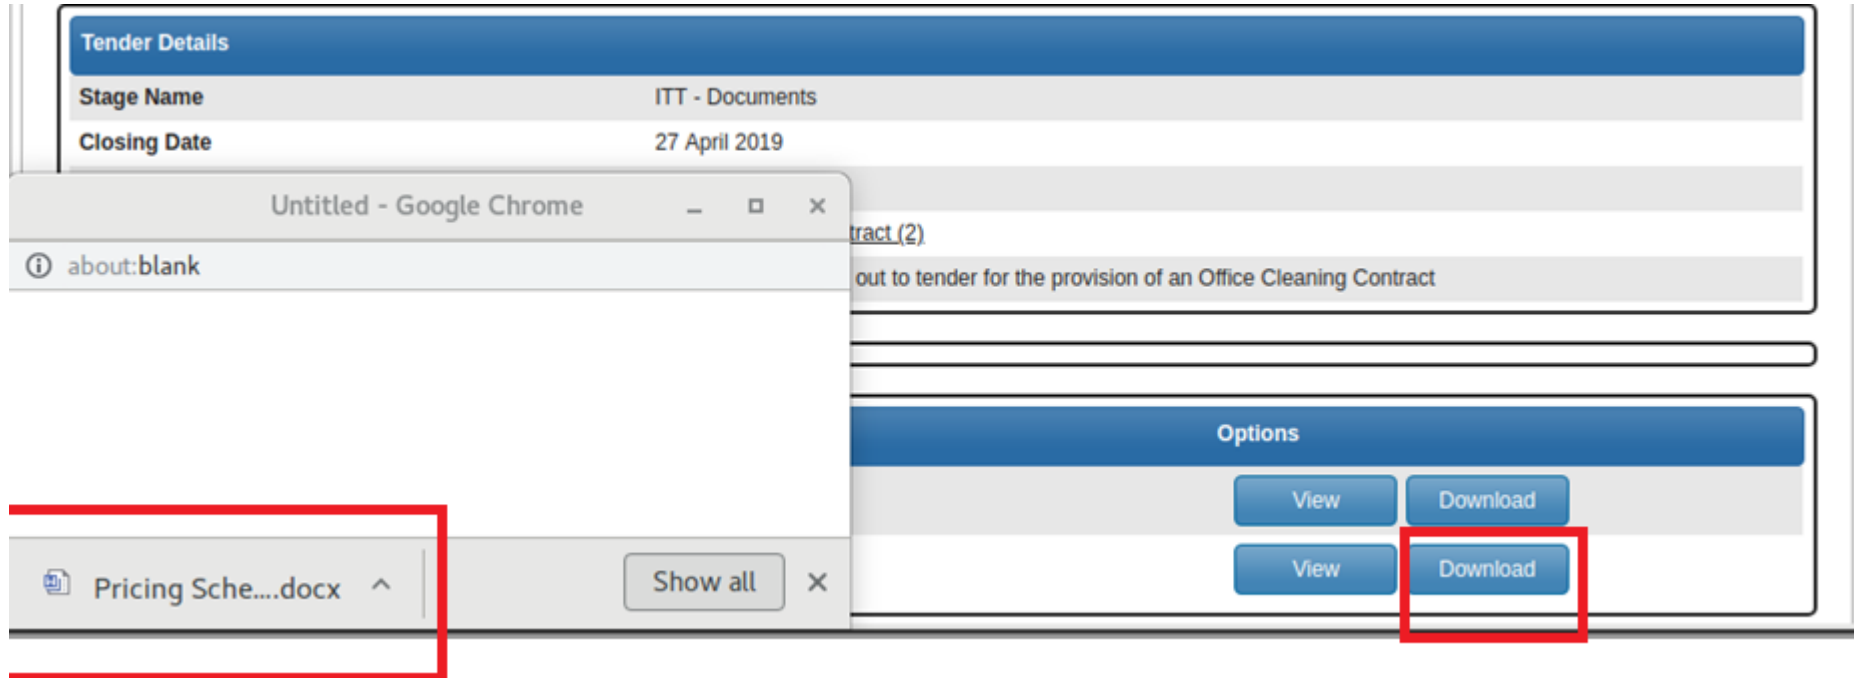 Tender Details
Stage Name ITT - Documents
Closing Date 27 April 2019
Untitled - Google Chrome
tract (2)
about:blank
out to tender for the provision of an Office Cleaning Contract
Options
View Download
View Download
Pricing Sche....docx Show all